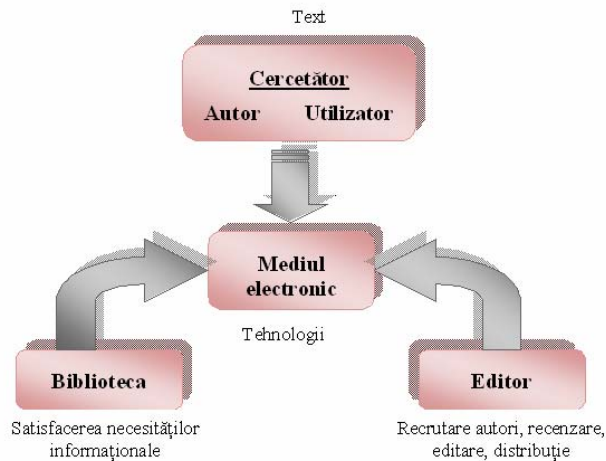 Text
Cercetător
Autor Utilizator
Mediul
electronic
Tehnologii
Biblioteca
Editor
Satisfacerea necesităților
informaționale
Recrutare autori, recenzare,
editare, distribuție